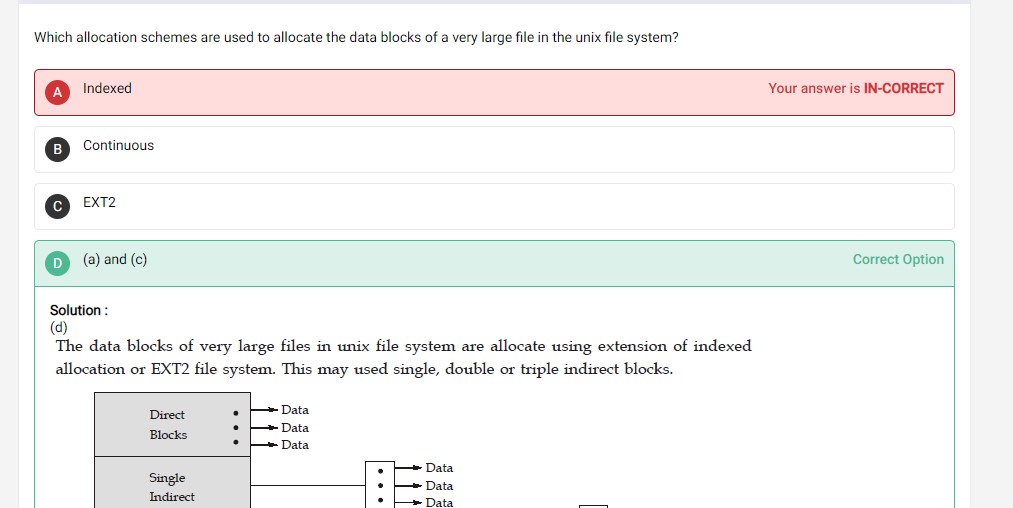 Which allocation schemes are used to allocate the data blocks of a very large file in the unix file system?
A Indexed Your answer is IN-CORRECT
B Continuous
C EXT2
D (a) and (c) Correct Option
Solution :
(d)
The data blocks of very large files in unix file system are allocate using extension of indexed
allocation or EXT2 file system. This may used single, double or triple indirect blocks.
Direct
Blocks
Data
Data
Data
Single
Indirect
Data
Data
Data